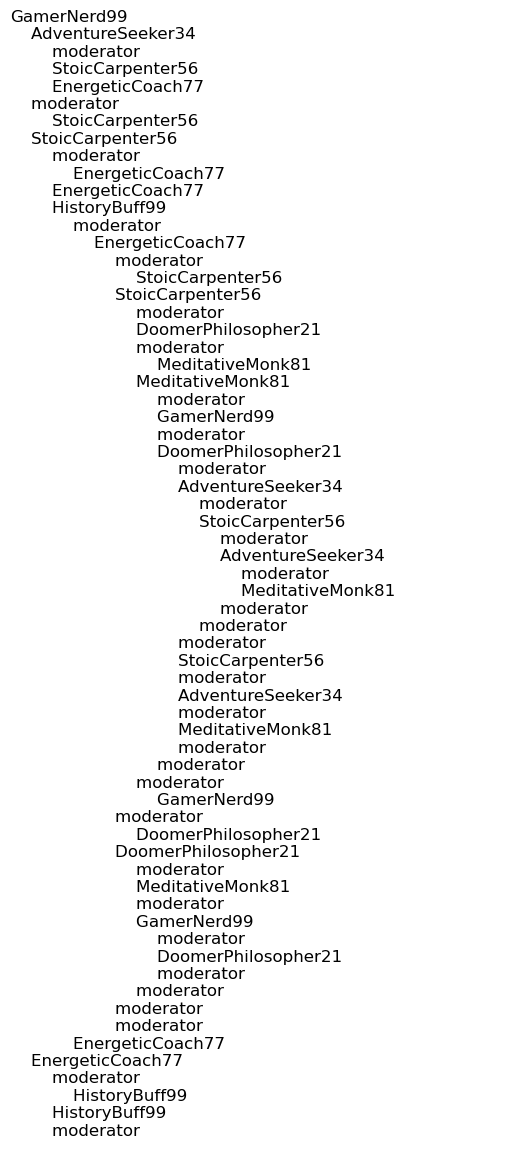 GamerNerd99
    AdventureSeeker34
        moderator
        StoicCarpenter56
        EnergeticCoach77
    moderator
        StoicCarpenter56
    StoicCarpenter56
        moderator
            EnergeticCoach77
        EnergeticCoach77
        HistoryBuff99
            moderator
                EnergeticCoach77
                    moderator
                        StoicCarpenter56
                    StoicCarpenter56
                        moderator
                        DoomerPhilosopher21
                        moderator
                            MeditativeMonk81
                        MeditativeMonk81
                            moderator
                            GamerNerd99
                            moderator
                            DoomerPhilosopher21
                                moderator
                                AdventureSeeker34
                                    moderator
                                    StoicCarpenter56
                                        moderator
                                        AdventureSeeker34
                                            moderator
                                            MeditativeMonk81
                                        moderator
                                    moderator
                                moderator
                                StoicCarpenter56
                                moderator
                                AdventureSeeker34
                                moderator
                                MeditativeMonk81
                                moderator
                            moderator
                        moderator
                            GamerNerd99
                    moderator
                        DoomerPhilosopher21
                    DoomerPhilosopher21
                        moderator
                        MeditativeMonk81
                        moderator
                        GamerNerd99
                            moderator
                            DoomerPhilosopher21
                            moderator
                        moderator
                    moderator
                    moderator
            EnergeticCoach77
    EnergeticCoach77
        moderator
            HistoryBuff99
        HistoryBuff99
        moderator